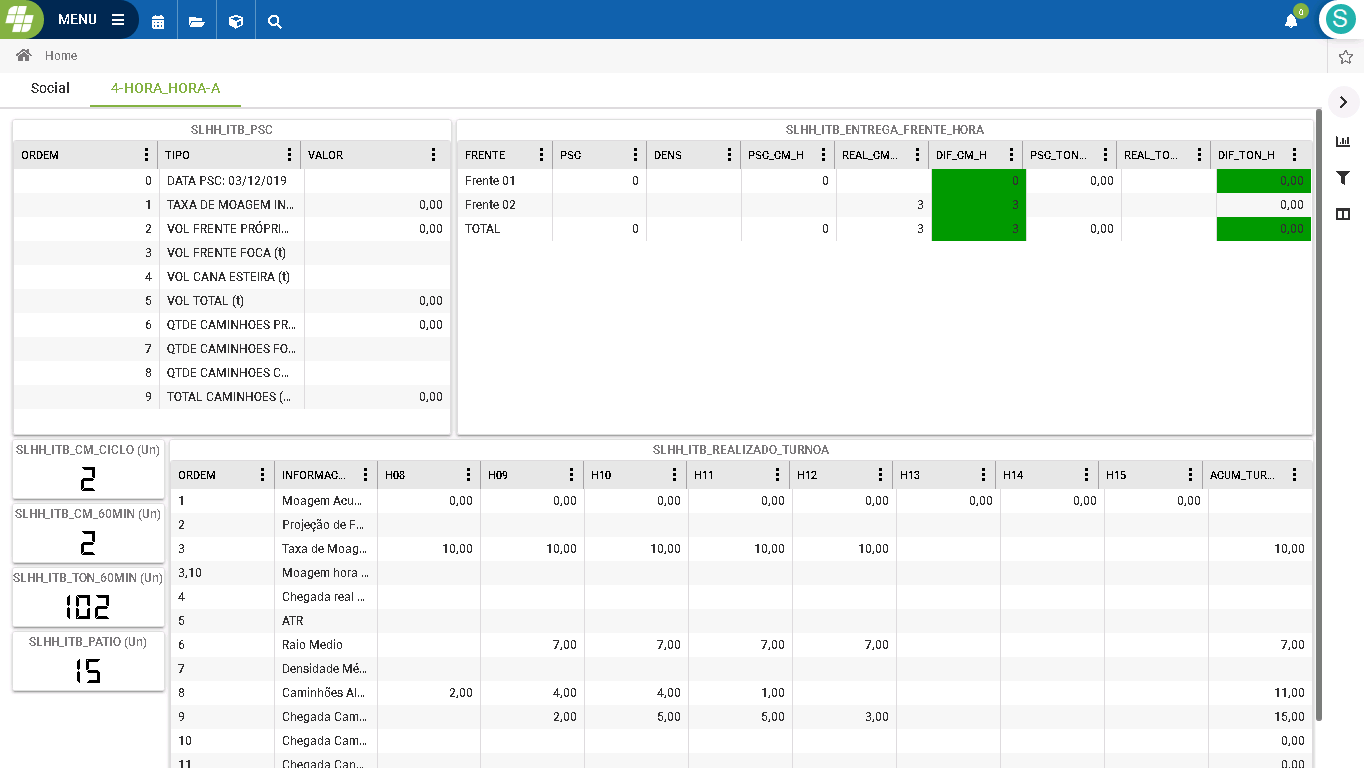 MENU
0
S
Home
Social 4-HORA_HORA-A
SLHH_ITB_PSC
ORDEM TIPO VALOR
0 DATA PSC: 03/12/019
1 TAXA DE MOAGEM IN... 0,00
2 VOL FRENTE PRÓPRI... 0,00
3 VOL FRENTE FOCA (t)
4 VOL CANA ESTEIRA (t)
5 VOL TOTAL (t) 0,00
6 QTDE CAMINHOES PR... 0,00
7 QTDE CAMINHOES FO...
8 QTDE CAMINHOES C...
9 TOTAL CAMINHOES (... 0,00
SLHH_ITB_ENTREGA_FRENTE_HORA
FRENTE PSC DENS PSC_CM_H REAL_CM... DIF_CM_H PSC_TON... REAL_TO... DIF_TON_H
Frente 01 0 0 0 0,00 0,00
Frente 02 3 3 0,00
TOTAL 0 0 3 3 0,00 0,00
SLHH_ITB_CM_CICLO (Un)
2
SLHH_ITB_CM_60MIN (Un)
2
SLHH_ITB_TON_60MIN (Un)
102
SLHH_ITB_PATIO (Un)
15
SLHH_ITB_REALIZADO_TURNOA
ORDEM INFORMAC... H08 H09 H10 H11 H12 H13 H14 H15 ACUM_TUR...
1 Moagem Acu... 0,00 0,00 0,00 0,00 0,00 0,00 0,00 0,00
2 Projeção de F...
3 Taxa de Moag... 10,00 10,00 10,00 10,00 10,00 10,00
3,10 Moagem hora ...
4 Chegada real ...
5 ATR
6 Raio Medio 7,00 7,00 7,00 7,00 7,00
7 Densidade Mé...
8 Caminhões Al... 2,00 4,00 4,00 1,00 11,00
9 Chegada Cam... 2,00 5,00 5,00 3,00 15,00
10 Chegada Cam... 0,00
11 Chegada Can... 0,00